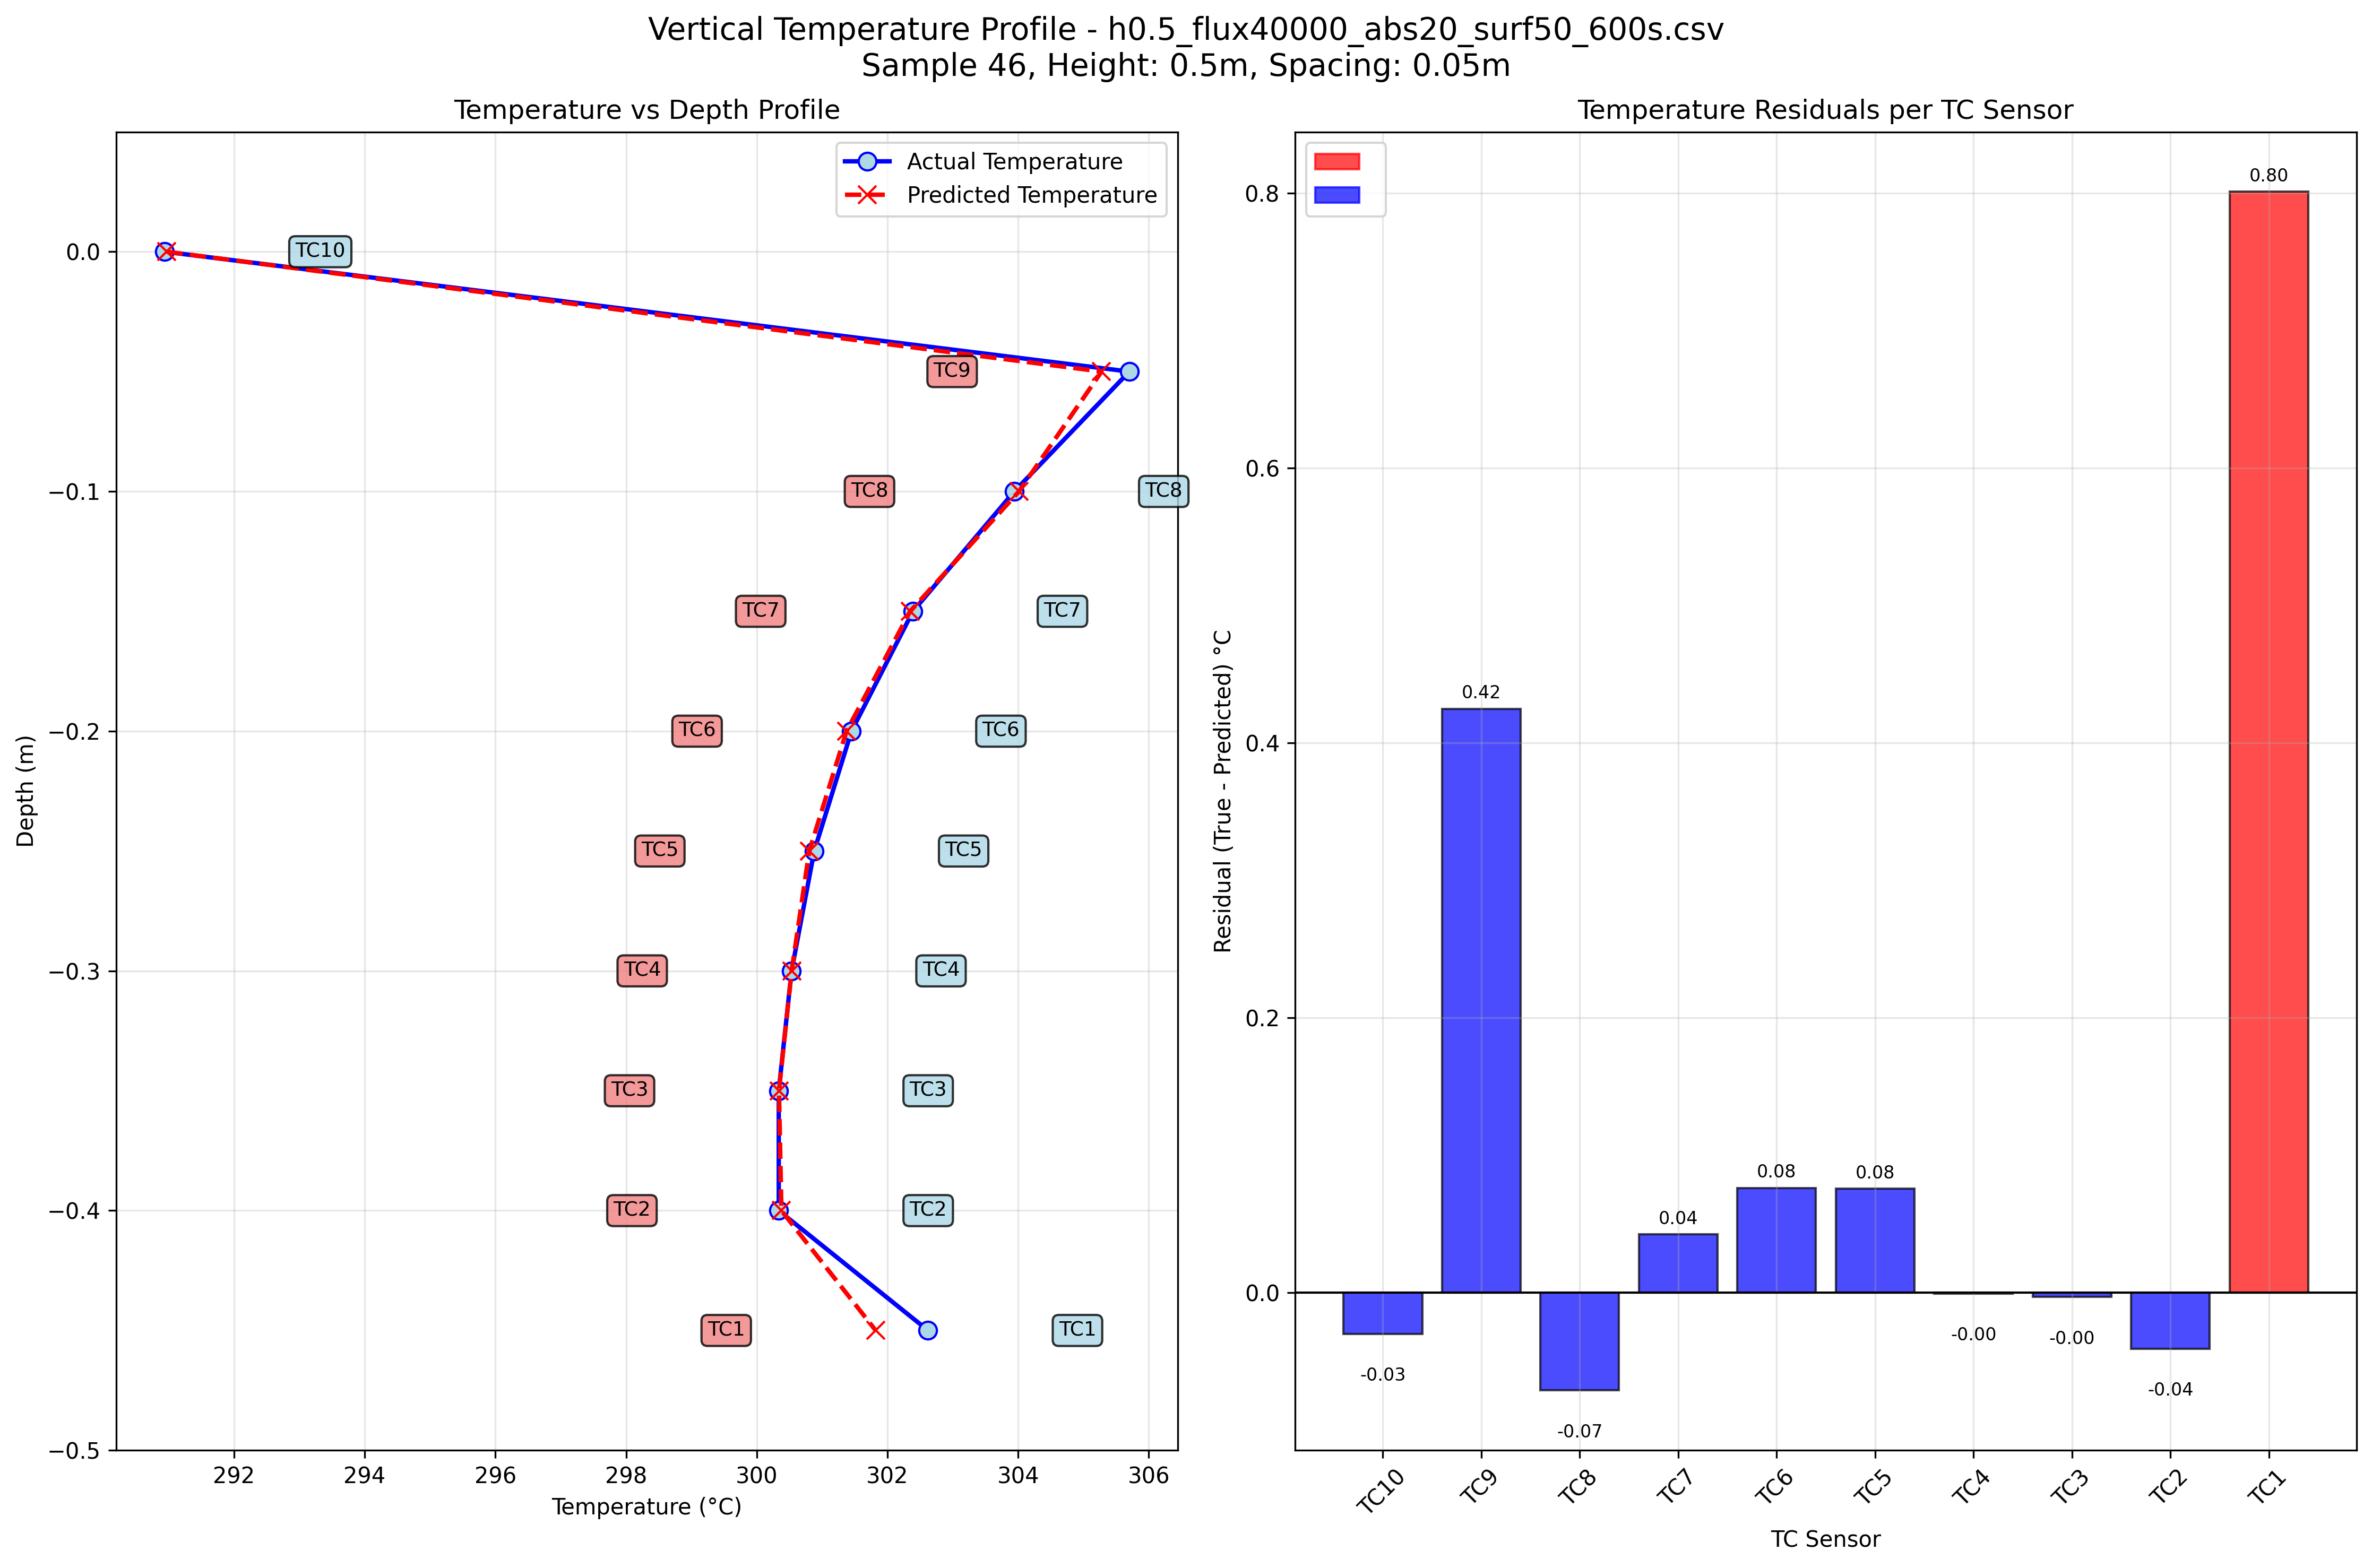 Vertical Temperature Profile - h0.5_flux40000_abs20_surf50_600s.csv
Sample 46, Height: 0.5m, Spacing: 0.05m
Temperature vs Depth Profile
Actual Temperature
Predicted Temperature
TC10
TC9
TC8
TC8
TC7
TC7
TC6
TC6
TC5
TC5
TC4
TC4
TC3
TC3
TC2
TC2
TC1
TC1
0.0
−0.1
−0.2
−0.3
−0.4
−0.5
Depth (m)
292 294 296 298 300 302 304 306
Temperature (°C)
Temperature Residuals per TC Sensor
0.8
0.6
0.4
0.2
0.0
Residual (True - Predicted) °C
-0.03
0.42
-0.07
0.04
0.08
0.08
-0.00
-0.00
-0.04
0.80
TC10 TC9 TC8 TC7 TC6 TC5 TC4 TC3 TC2 TC1
TC Sensor